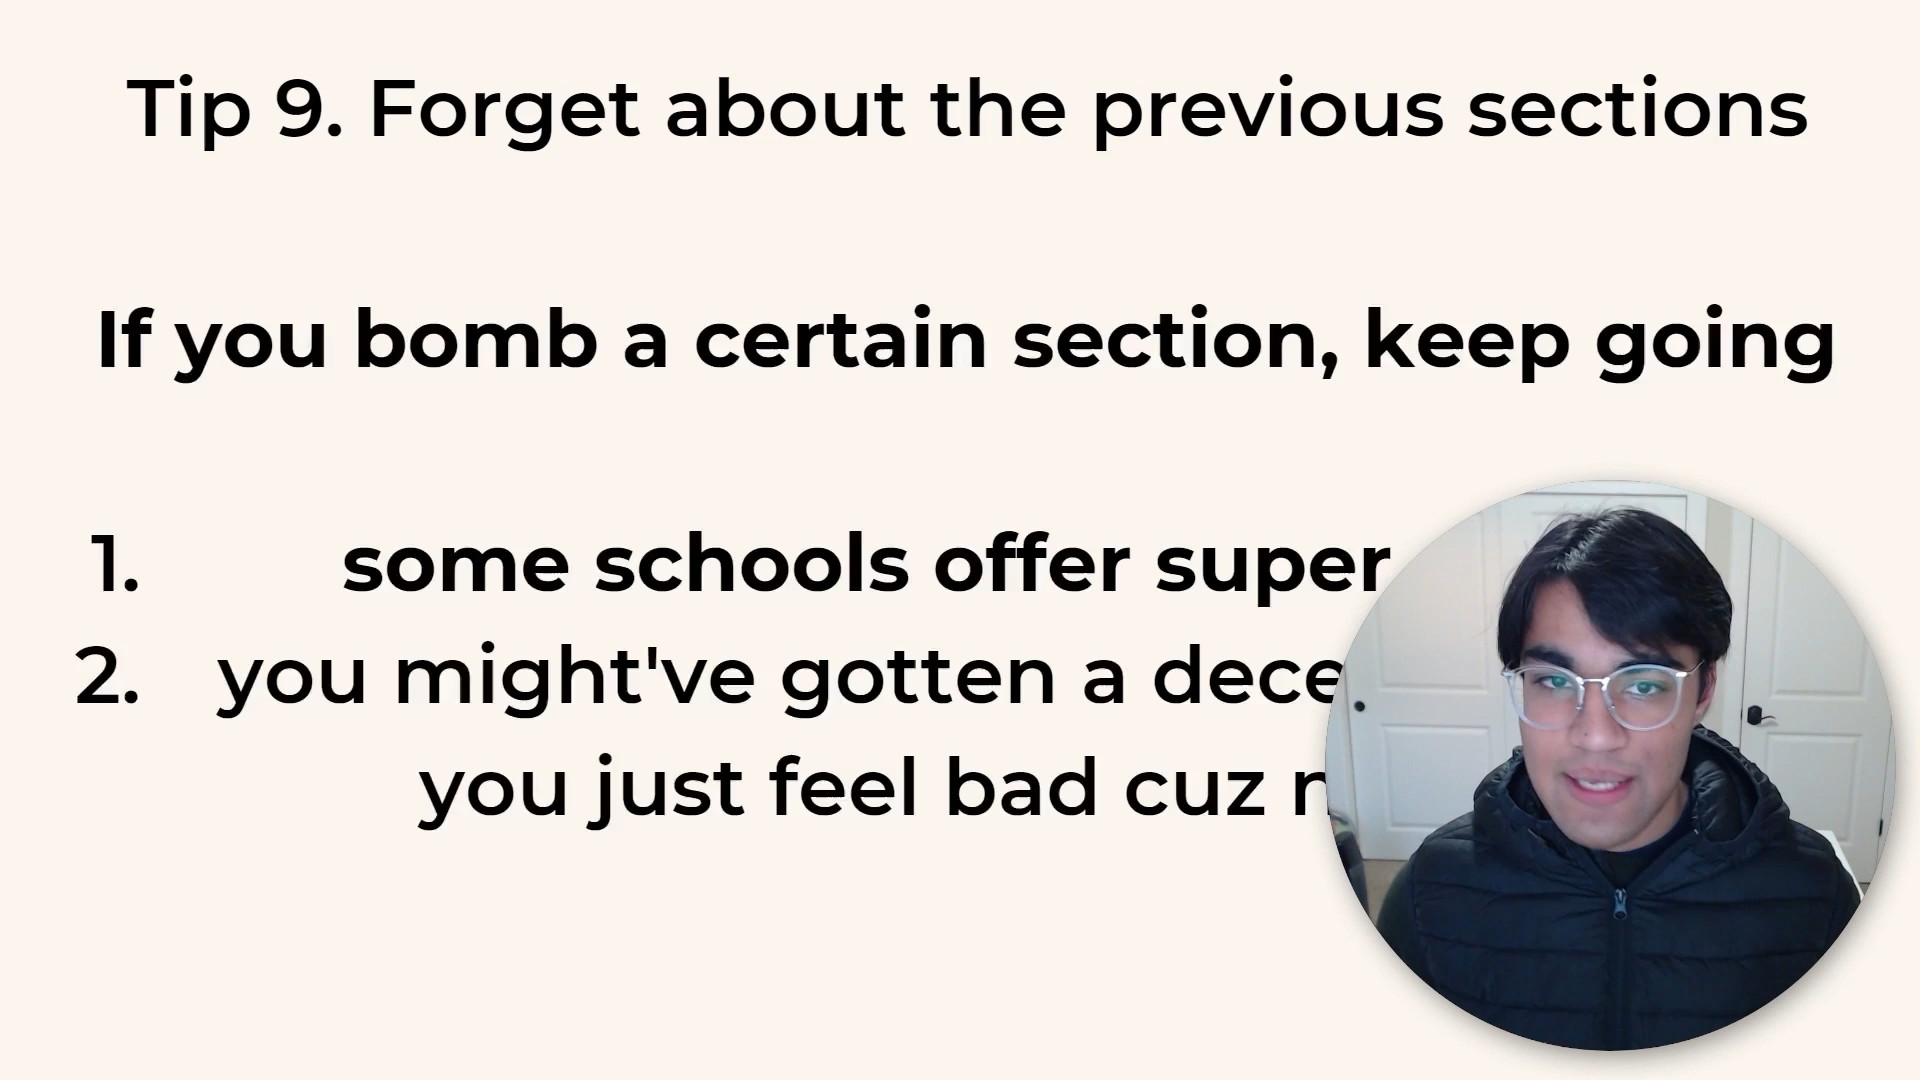 Tip 9. Forget about the previous sections
If you bomb a certain section, keep going
1. some schools offer super
2. you might've gotten a
you just feel bad cuz